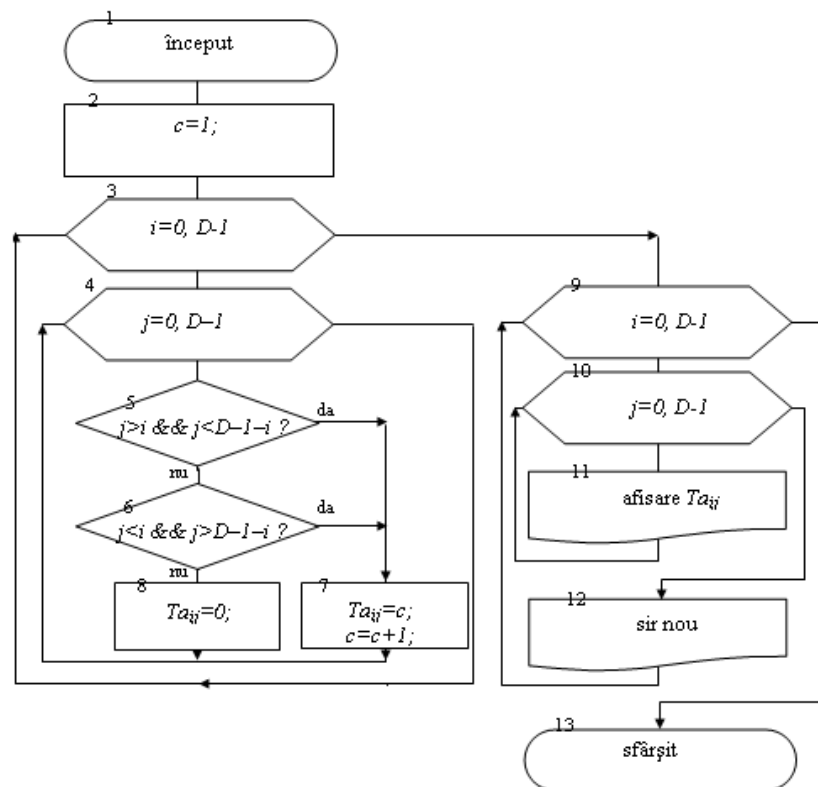 1
început
2
c=1;
3
i=0, D-1
4
j=0, D–1
5
da
j>i && j<D–1–i ?
nu
6
da
j<i && j>D–1–i ?
nu
8
Taij=0;
7
Taij=c;
c=c+1;
9
i=0, D-1
10
j=0, D-1
11
afisare Taij
12
sir nou
13
sfârşit